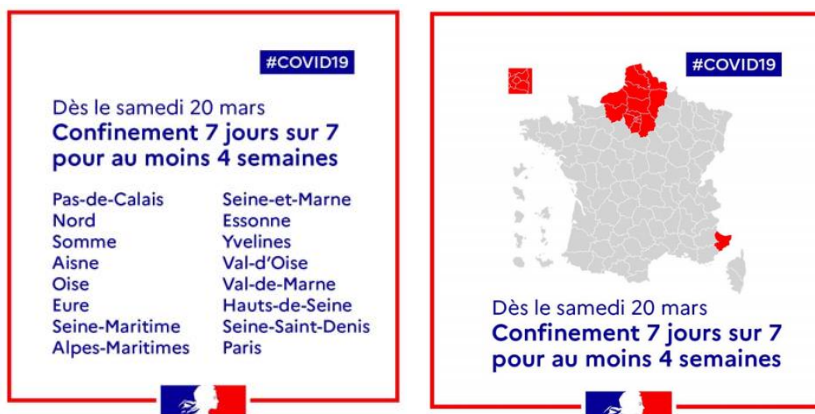 #COVID19
Dès le samedi 20 mars
Confinement 7 jours sur 7
pour au moins 4 semaines
Pas-de-Calais
Nord
Somme
Aisne
Oise
Eure
Seine-Maritime
Alpes-Maritimes
Seine-et-Marne
Essonne
Yvelines
Val-d'Oise
Val-de-Marne
Hauts-de-Seine
Seine-Saint-Denis
Paris
#COVID19
Dès le samedi 20 mars
Confinement 7 jours sur 7
pour au moins 4 semaines